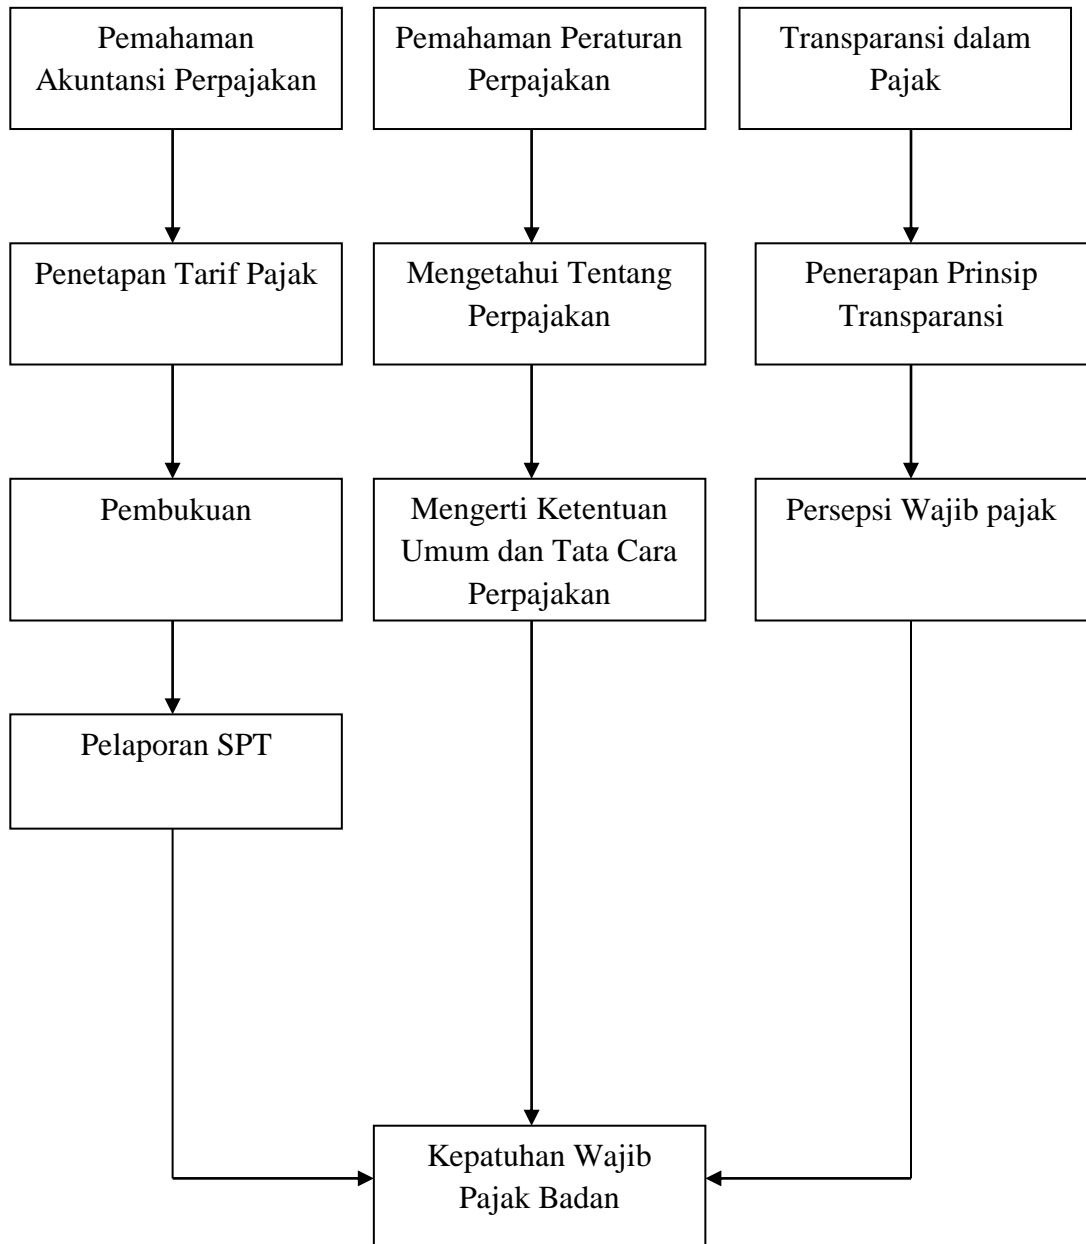 Pemahaman
Akuntansi Perpajakan
Pemahaman Peraturan
Perpajakan
Transparansi dalam
Pajak
Penetapan Tarif Pajak
Mengetahui Tentang
Perpajakan
Penerapan Prinsip
Transparansi
Pembukuan
Mengerti Ketentuan
Umum dan Tata Cara
Perpajakan
Persepsi Wajib pajak
Pelaporan SPT
Kepatuhan Wajib
Pajak Badan